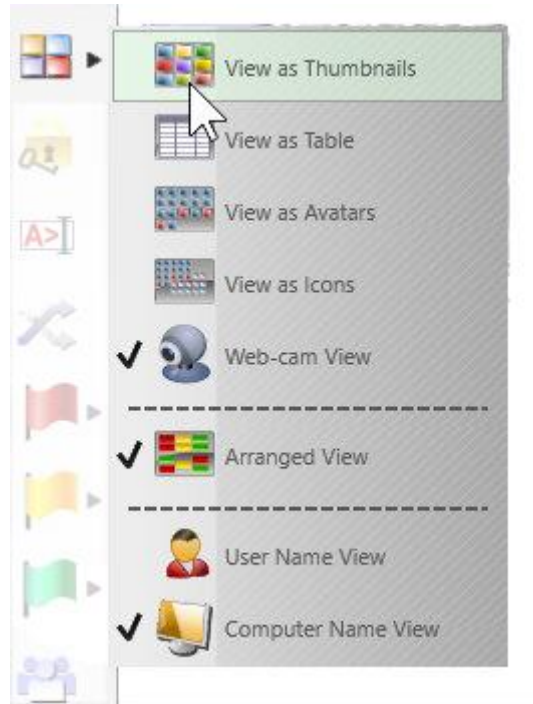 View as Thumbnails
View as Table
View as Avatars
View as Icons
Web-cam View
Arranged View
User Name View
Computer Name View
A>